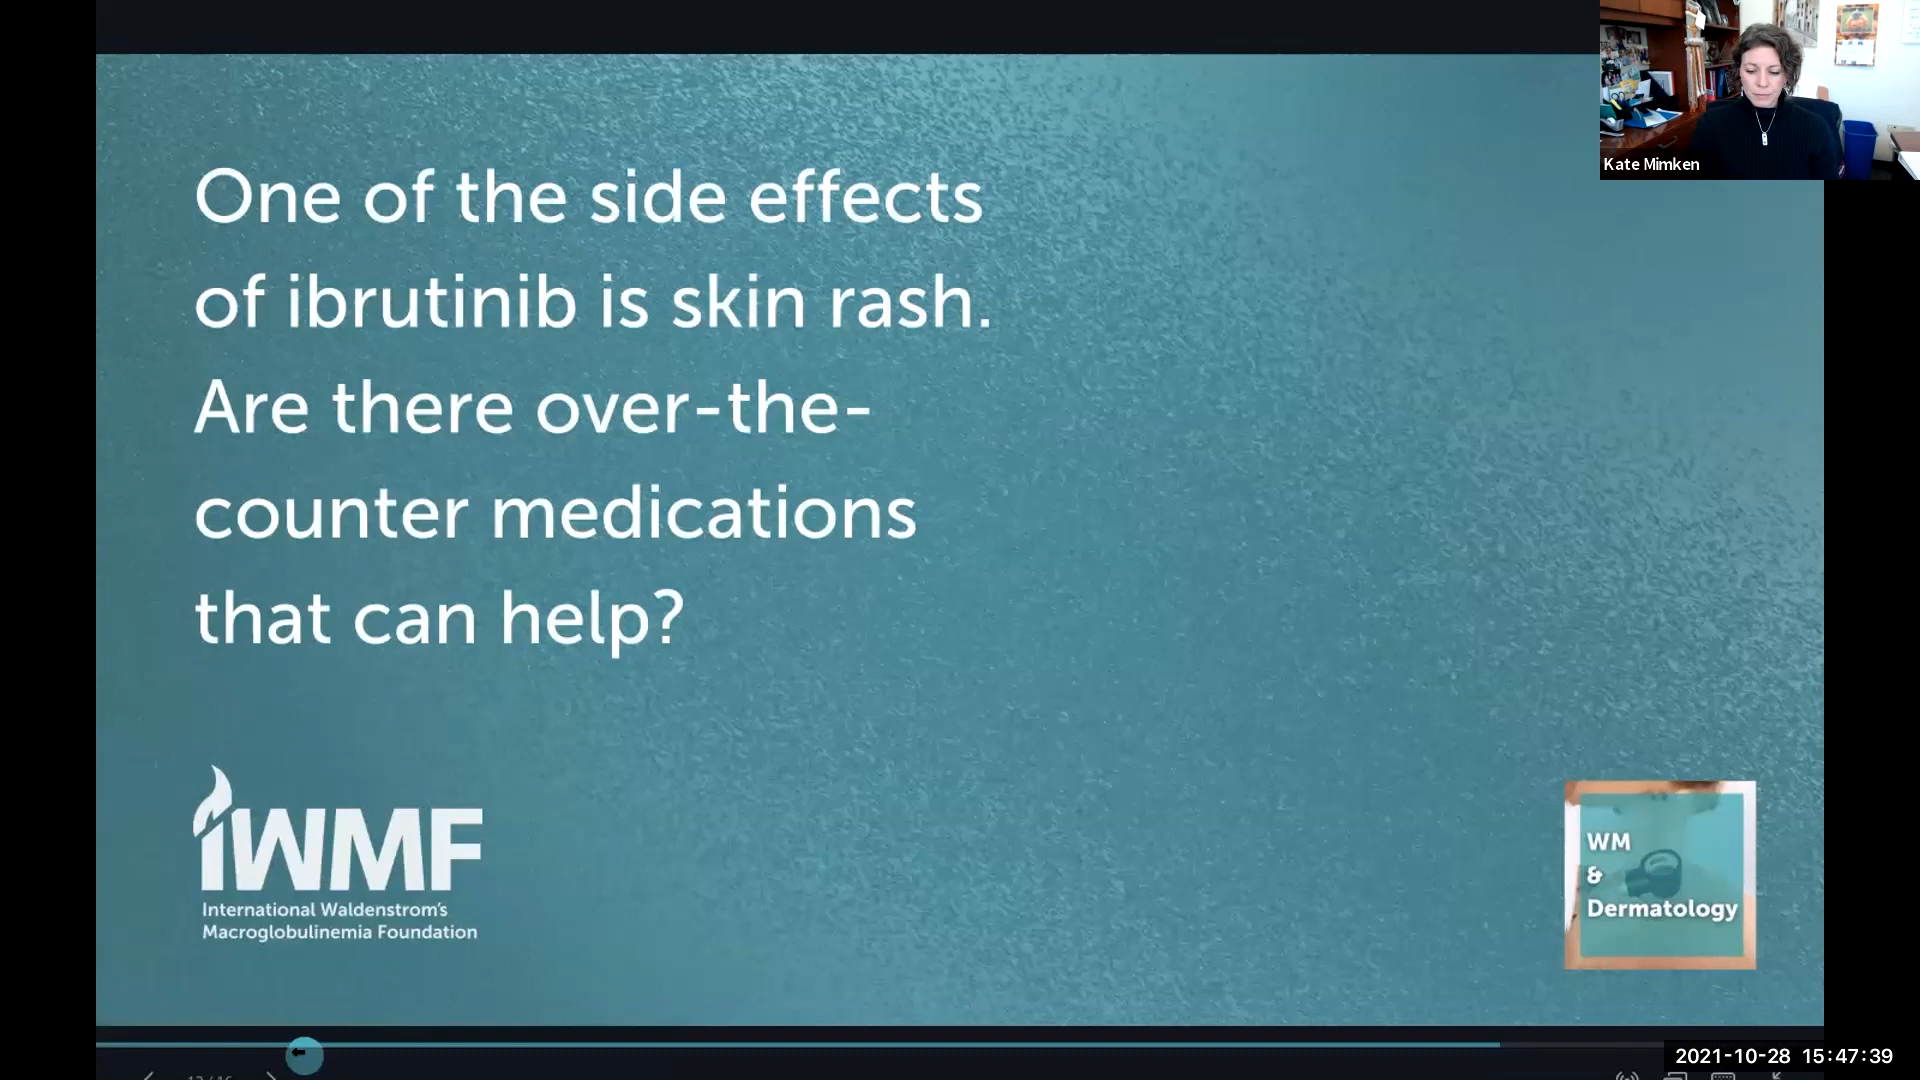 Kate Mimken
One of the side effects
of ibrutinib is skin rash.
Are there over-the-
counter medications
that can help?
iWMF
International Waldenstrom's
Macroglobulinemia Foundation
WM
&
Dermatology
2021-10-28 15:47:39